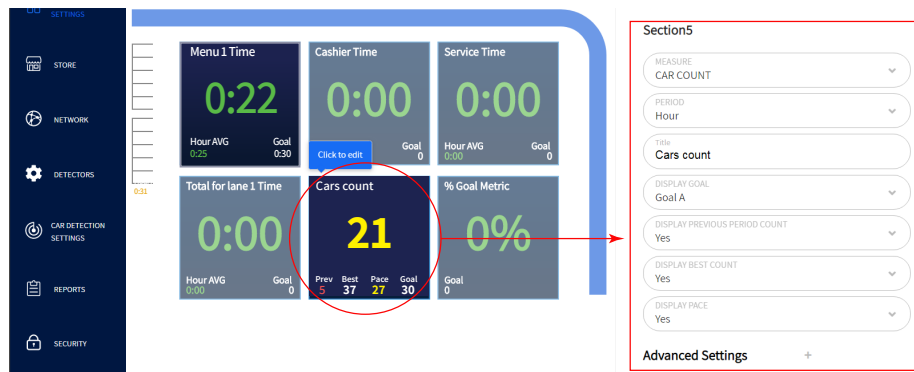 SETTINGS
STORE
NETWORK
DETECTORS
CAR DETECTION
SETTINGS
REPORTS
SECURITY
0:31
Menu 1 Time
0:22
Hour AVG Goal
0:25 0:30
Cashier Time
0:00
Goal
0
Click to edit
Service Time
0:00
Hour AVG Goal
0:00 0
Total for lane 1 Time
0:00
Hour AVG Goal
0:00 0
Cars count
21
Prev Best Pace Goal
5 37 27 30
% Goal Metric
0%
Goal
0
Section5
MEASURE
CAR COUNT
PERIOD
Hour
Title
Cars count
DISPLAY GOAL
Goal A
DISPLAY PREVIOUS PERIOD COUNT
Yes
DISPLAY BEST COUNT
Yes
DISPLAY PACE
Yes
Advanced Settings +